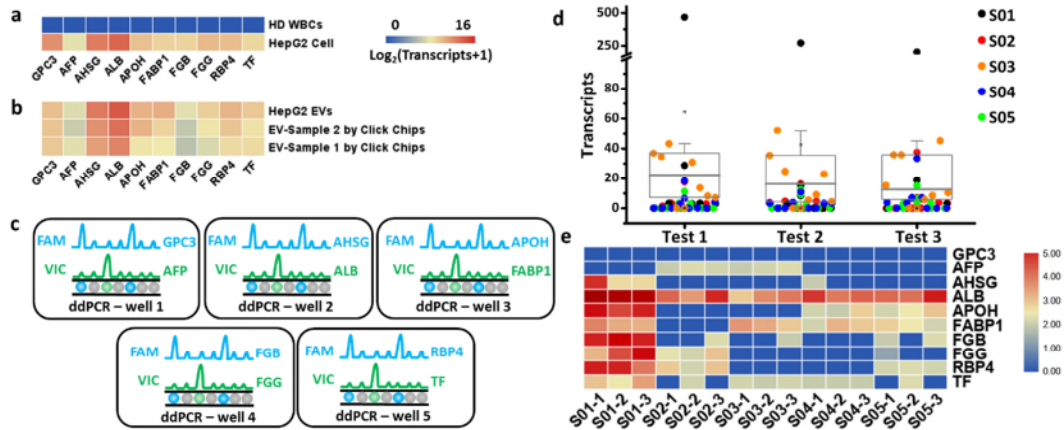 a
HD WBCs
HepG2 Cell
GPC3 AFP AHSG ALB APOH FABP1 FGB FGG RBP4 TF
0 16
Log2(Transcripts+1)
b
HepG2 EVs
EV-Sample 2 by Click Chips
EV-Sample 1 by Click Chips
GPC3 AFP AHSG ALB APOH FABP1 FGB FGG RBP4 TF
c
FAM GPC3
VIC AFP
ddPCR – well 1
FAM AHSG
VIC ALB
ddPCR – well 2
FAM APOH
VIC FABP1
ddPCR – well 3
FAM FGB
VIC FGG
ddPCR – well 4
FAM RBP4
VIC TF
ddPCR – well 5
d
Transcripts
500
250
80
60
40
20
0
Test 1 Test 2 Test 3
S01
S02
S03
S04
S05
e
GPC3
AFP
AHSG
ALB
APOH
FABP1
FGB
FGG
RBP4
TF
S01-1 S01-2 S01-3 S02-1 S02-2 S02-3 S03-1 S03-2 S03-3 S04-1 S04-2 S04-3 S05-1 S05-2 S05-3
5.00
4.00
3.00
2.00
1.00
0.00